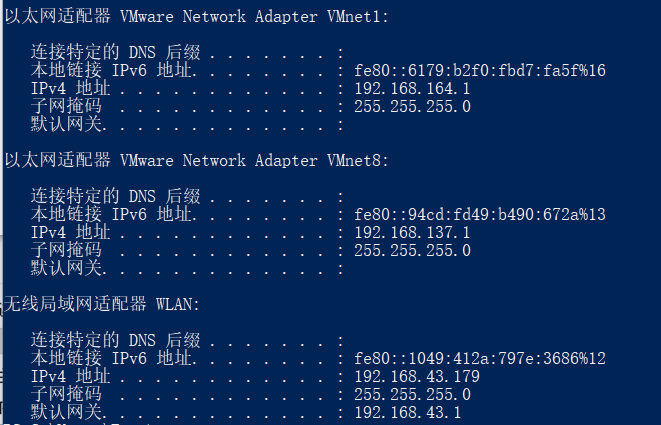 以太网适配器 VMware Network Adapter VMnet1:
连接特定的 DNS 后缀 . . . . . . . :
本地链接 IPv6 地址. . . . . . . . : fe80::6179:b2f0:fbd7:fa5f%16
IPv4 地址 . . . . . . . . . . . . : 192.168.164.1
子网掩码 . . . . . . . . . . . . : 255.255.255.0
默认网关. . . . . . . . . . . . . :
以太网适配器 VMware Network Adapter VMnet8:
连接特定的 DNS 后缀 . . . . . . . :
本地链接 IPv6 地址. . . . . . . . : fe80::94cd:fd49:b490:672a%13
IPv4 地址 . . . . . . . . . . . . : 192.168.137.1
子网掩码 . . . . . . . . . . . . : 255.255.255.0
默认网关. . . . . . . . . . . . . :
无线局域网适配器 WLAN:
连接特定的 DNS 后缀 . . . . . . . :
本地链接 IPv6 地址. . . . . . . . : fe80::1049:412a:797e:3686%12
IPv4 地址 . . . . . . . . . . . . : 192.168.43.179
子网掩码 . . . . . . . . . . . . : 255.255.255.0
默认网关. . . . . . . . . . . . . : 192.168.43.1